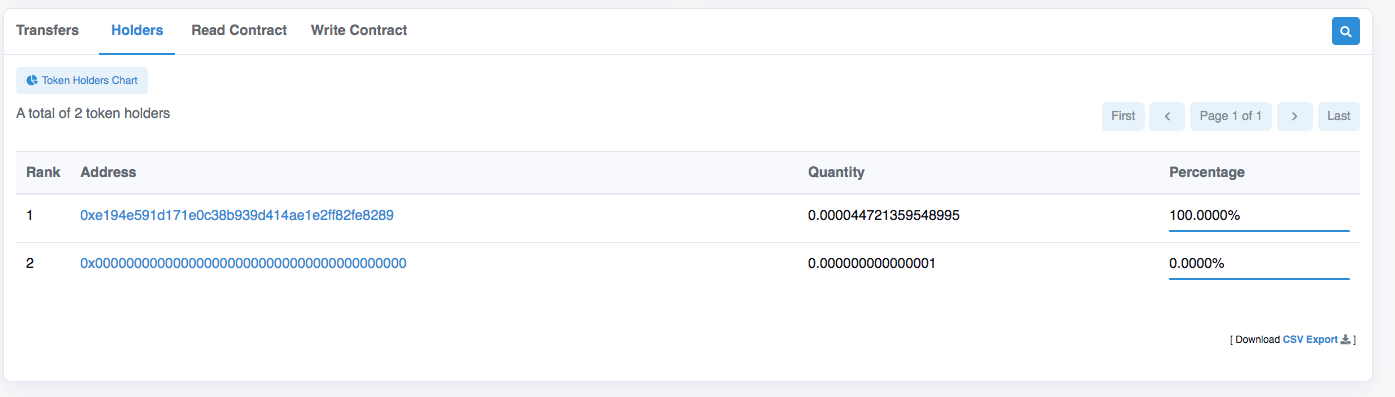 Transfers Holders Read Contract Write Contract
Token Holders Chart
A total of 2 token holders
First Page 1 of 1 Last
Rank Address Quantity Percentage
1 0xe194e591d171e0c38b939d414ae1e2ff82fe8289 0.000044721359548995 100.0000%
2 0x0000000000000000000000000000000000000000 0.000000000000001 0.0000%
[ Download CSV Export ]